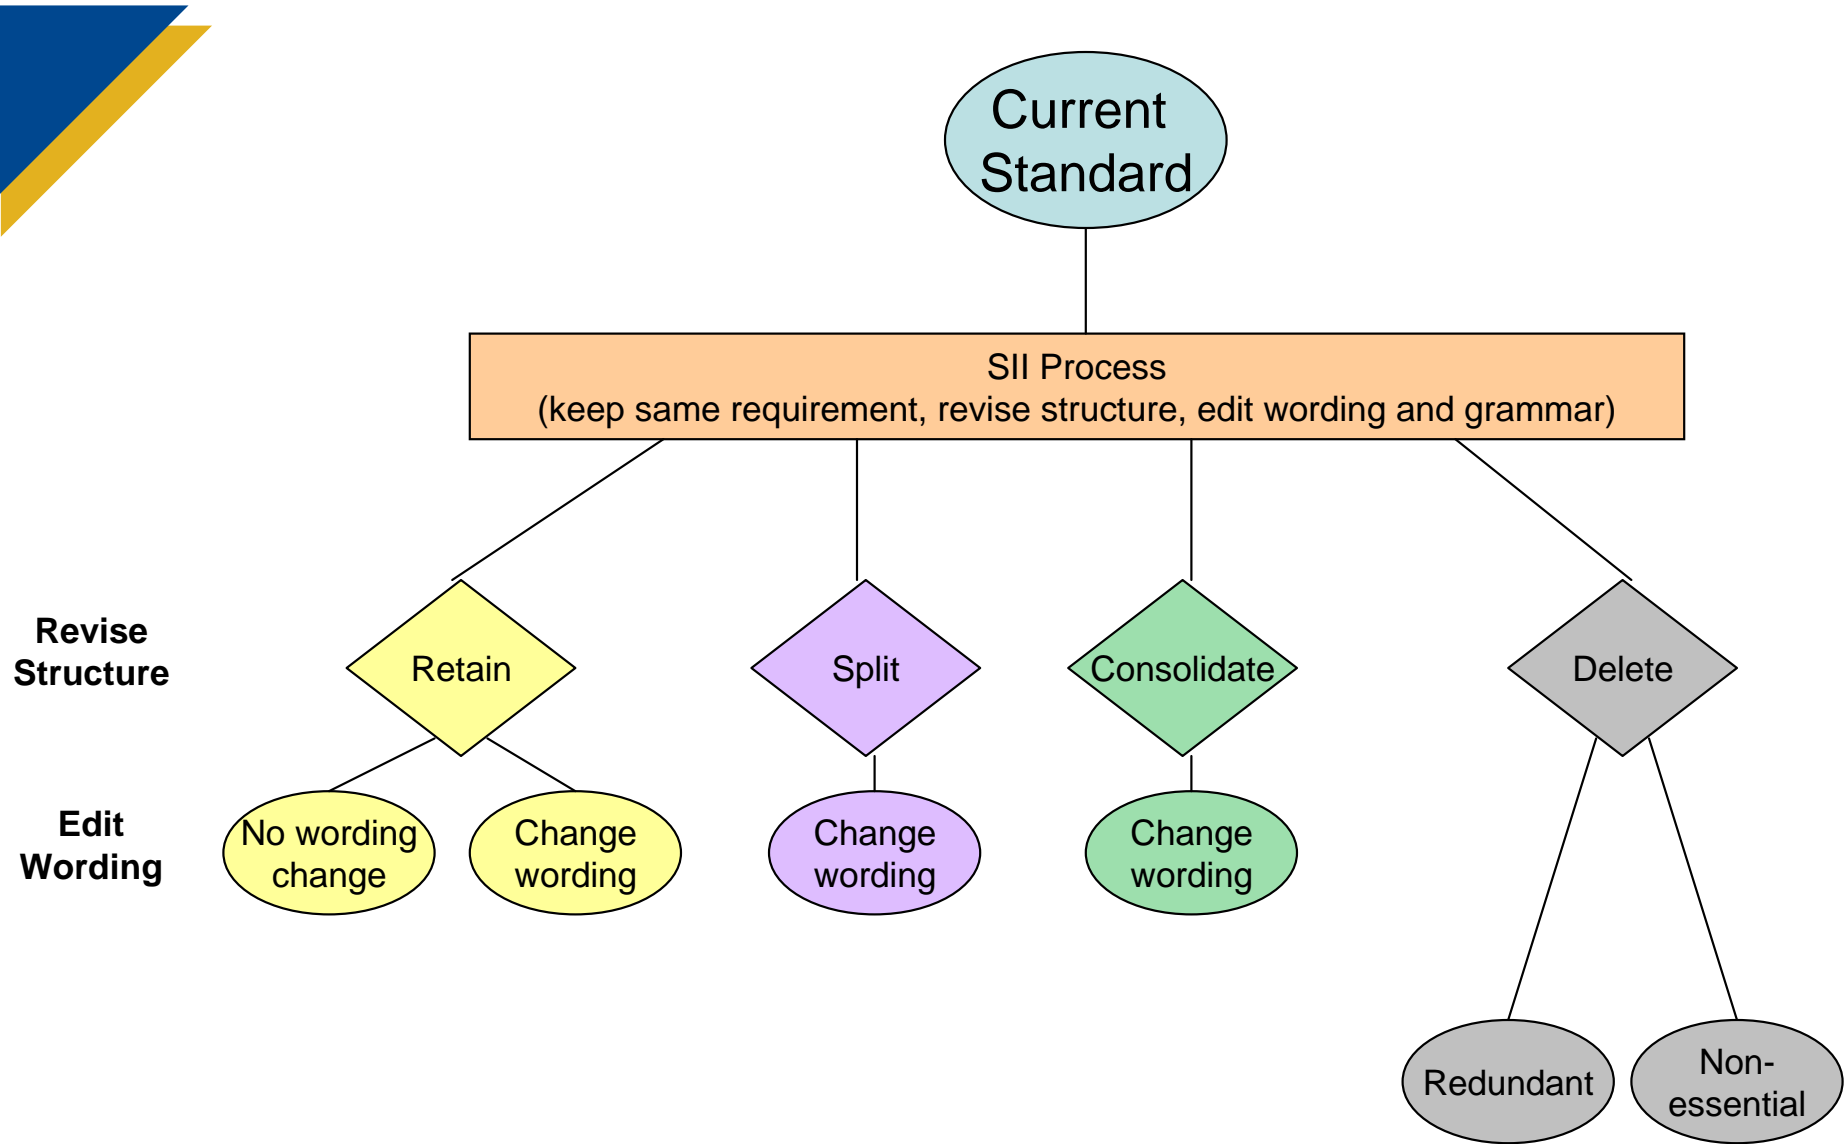 Current
Standard
SII Process
(keep same requirement, revise structure, edit wording and grammar)
Revise
Structure
Retain
Split
Consolidate
Delete
Edit
Wording
No wording
change
Change
wording
Change
wording
Change
wording
Redundant
Non-
essential